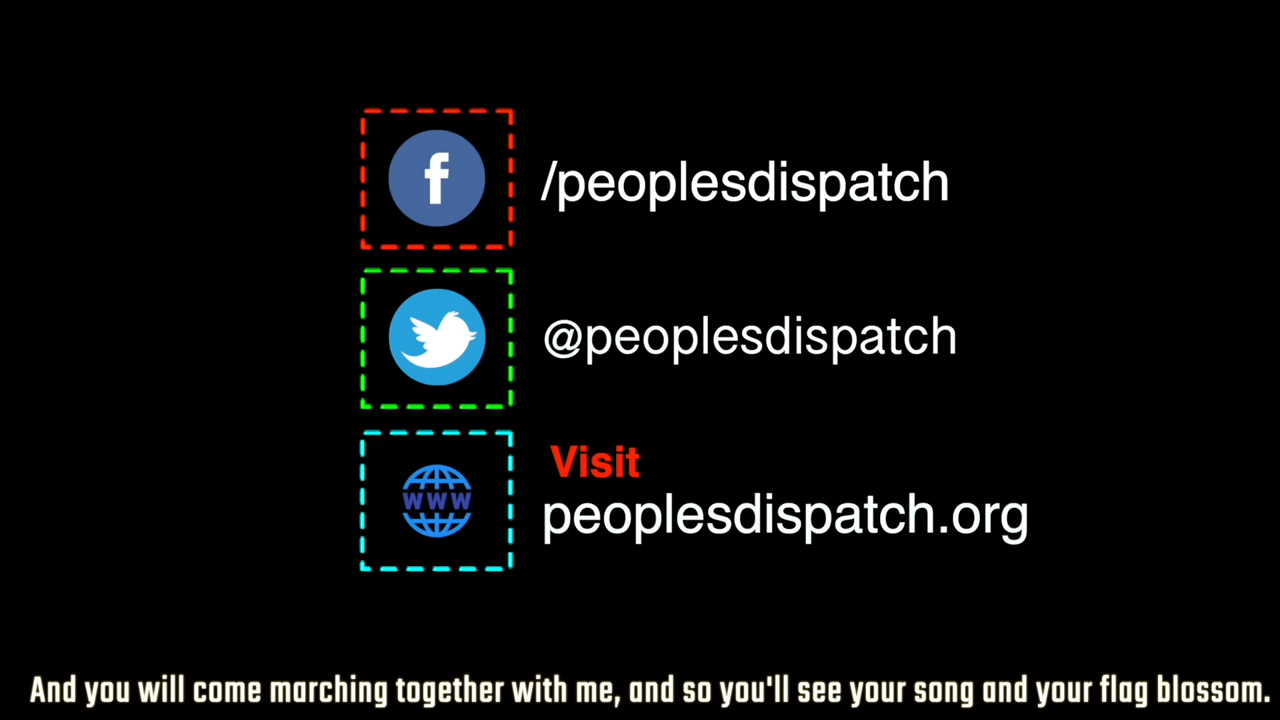 f
/peoplesdispatch
@peoplesdispatch
Visit
WWW
peoplesdispatch.org
And you will come marching together with me, and so you'll see your song and your flag blossom.